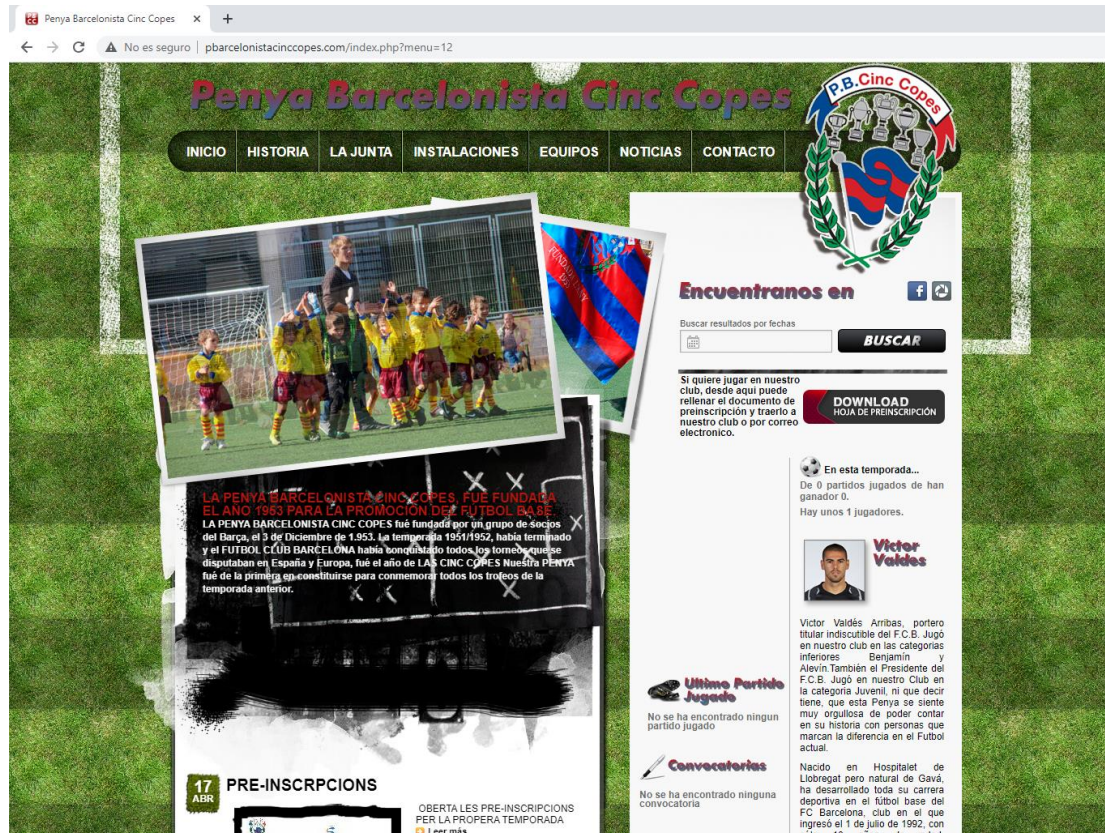 Penya Barcelonista Cinc Copes
No es seguro | pbarcelonistacinccopes.com/index.php?menu=12
Penya Barcelonista Cinc Copes
P.B.Cinc Copes
INICIO HISTORIA LA JUNTA INSTALACIONES EQUIPOS NOTICIAS CONTACTO
LA PENYA BARCELONISTA CINC COPES, FUE FUNDADA
EL AÑO 1953 PARA LA PROMOCION DEL FUTBOL BASE.
LA PENYA BARCELONISTA CINC COPES fué fundada por un grupo de socios
del Barça, el 3 de Diciembre de 1.953. La temporada 1951/1952, había terminado
y el FUTBOL CLUB BARCELONA había conquistado todos los torneos que se
disputaban en España y Europa, fué el año de LAS CINC COPES Nuestra PENYA
fué de la primera en constituirse para conmemorar todos los trofeos de la
temporada anterior.
17
ABR
PRE-INSCRPCIONS
OBERTA LES PRE-INSCRIPCIONS
PER LA PROPERA TEMPORADA
Leer más
Encuentranos en
Buscar resultados por fechas
BUSCAR
Si quiere jugar en nuestro
club, desde aqui puede
rellenar el documento de
preinscripción y traerlo a
nuestro club o por correo
electronico.
DOWNLOAD
HOJA DE PREINSCRIPCIÓN
Ultimo Partido
Jugado
No se ha encontrado ningun
partido jugado
Convocatorias
No se ha encontrado ninguna
convocatoria
En esta temporada...
De 0 partidos jugados de han
ganador 0.
Hay unos 1 jugadores.
Victor
Valdes
Victor Valdés Arribas, portero
titular indiscutible del F.C.B. Jugó
en nuestro club en las categorias
inferiores Benjamín y
Alevín.También el Presidente del
F.C.B. Jugó en nuestro Club en
la categoria Juvenil, ni que decir
tiene, que esta Penya se siente
muy orgullosa de poder contar
en su historia con personas que
marcan la diferencia en el Futbol
actual.
Nacido en Hospitalet de
Llobregat pero natural de Gavá,
ha desarrollado toda su carrera
deportiva en el fútbol base del
FC Barcelona, club en el que
ingresó el 1 de julio de 1992, con